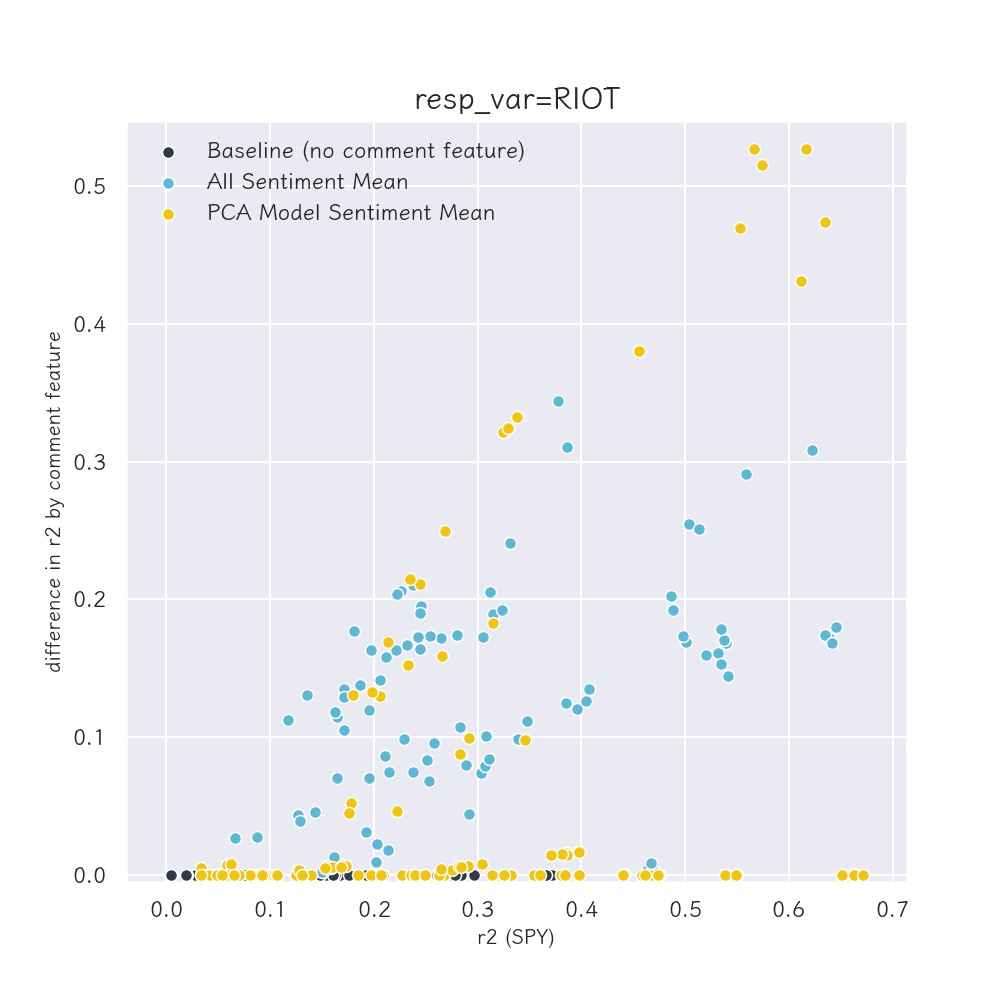 resp_var=RIOT
Baseline (no comment feature)
All Sentiment Mean
PCA Model Sentiment Mean
difference in r2 by comment feature
0.5
0.4
0.3
0.2
0.1
0.0
0.0 0.1 0.2 0.3 0.4 0.5 0.6 0.7
r2 (SPY)